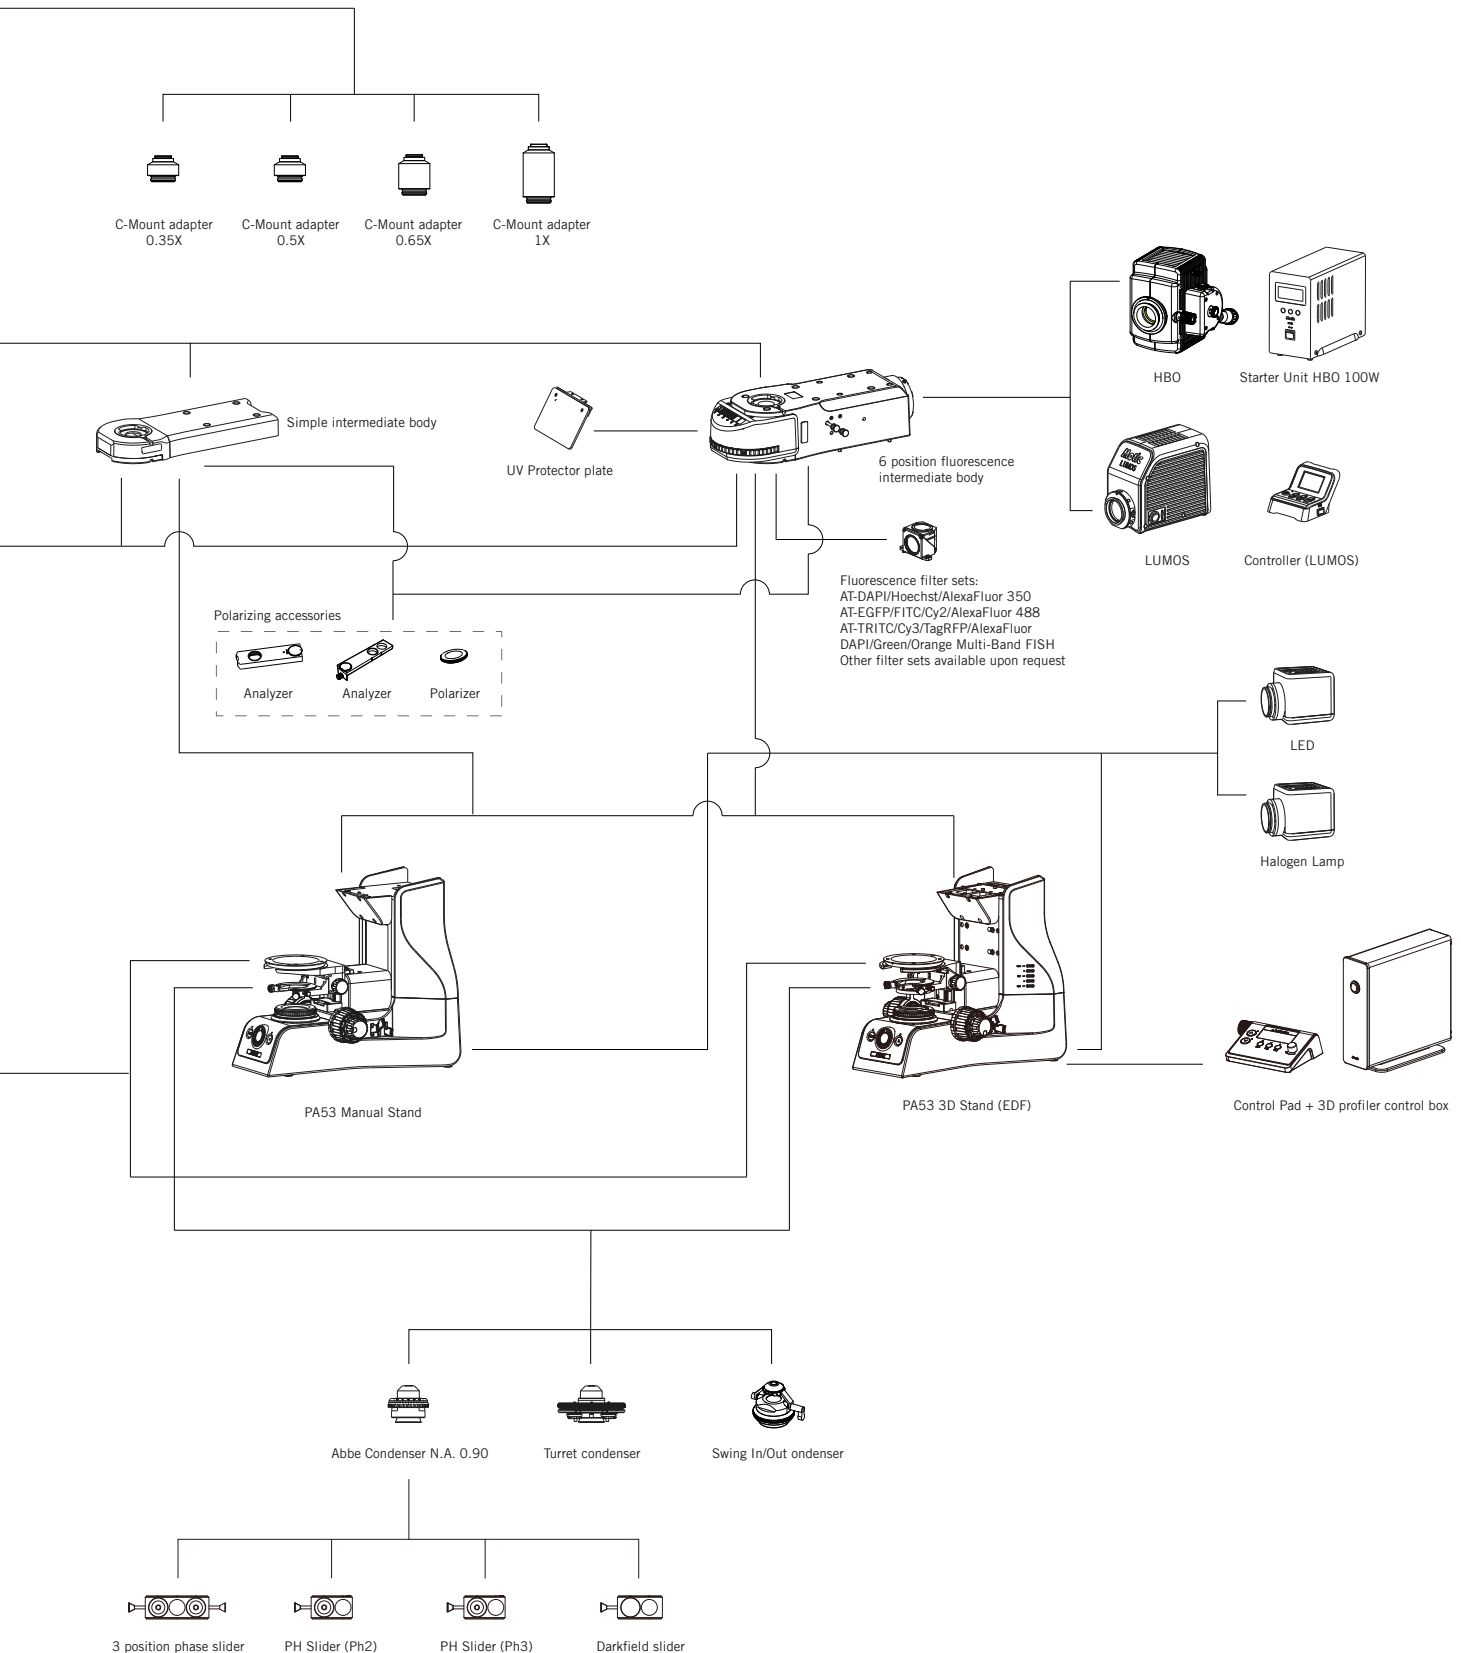 C-Mount adapter
0.35X
C-Mount adapter
0.5X
C-Mount adapter
0.65X
C-Mount adapter
1X
HBO
Starter Unit HBO 100W
Simple intermediate body
UV Protector plate
6 position fluorescence
intermediate body
Motic
LUMOS
LUMOS
Controller (LUMOS)
Fluorescence filter sets:
AT-DAPI/Hoechst/AlexaFluor 350
AT-EGFP/FITC/Cy2/AlexaFluor 488
AT-TRITC/Cy3/TagRFP/AlexaFluor
DAPI/Green/Orange Multi-Band FISH
Other filter sets available upon request
Polarizing accessories
Analyzer
Analyzer
Polarizer
LED
Halogen Lamp
PA53 Manual Stand
PA53 3D Stand (EDF)
Control Pad + 3D profiler control box
Abbe Condenser N.A. 0.90
Turret condenser
Swing In/Out ondenser
3 position phase slider
PH Slider (Ph2)
PH Slider (Ph3)
Darkfield slider